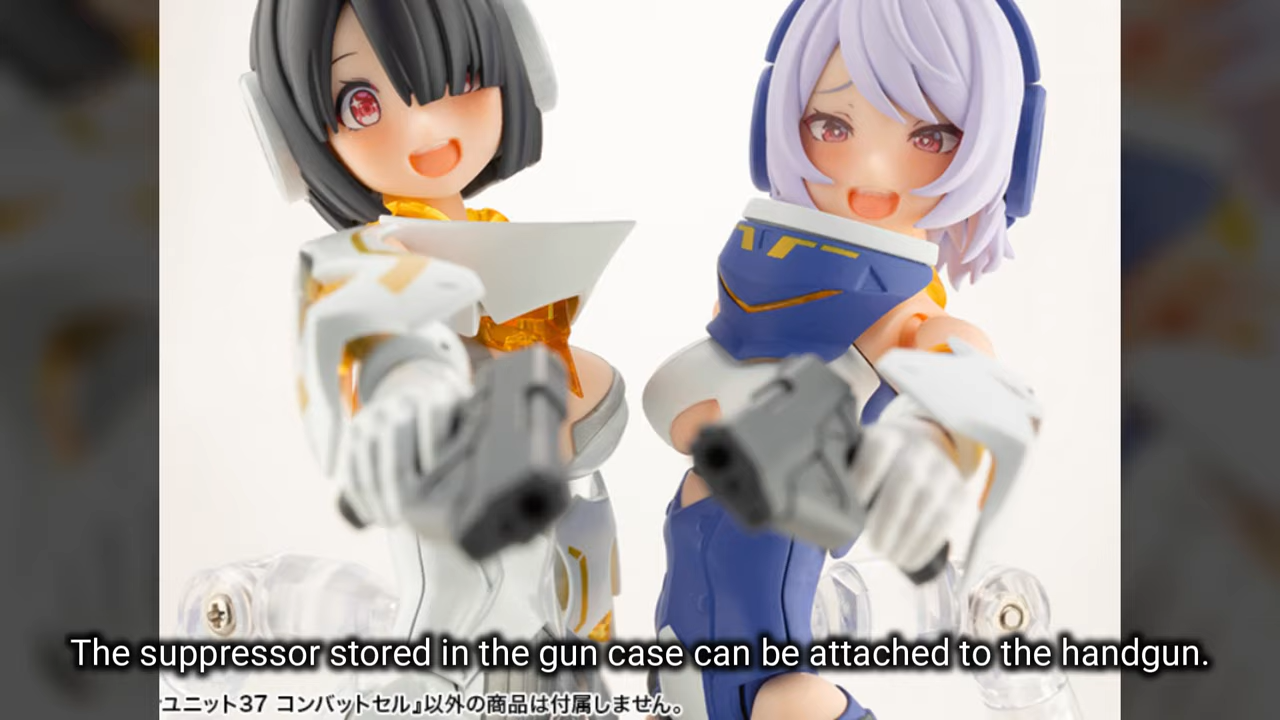 The suppressor stored in the gun case can be attached to the handgun.
ユニット37 コンバットセル』以外の商品は付属しません。